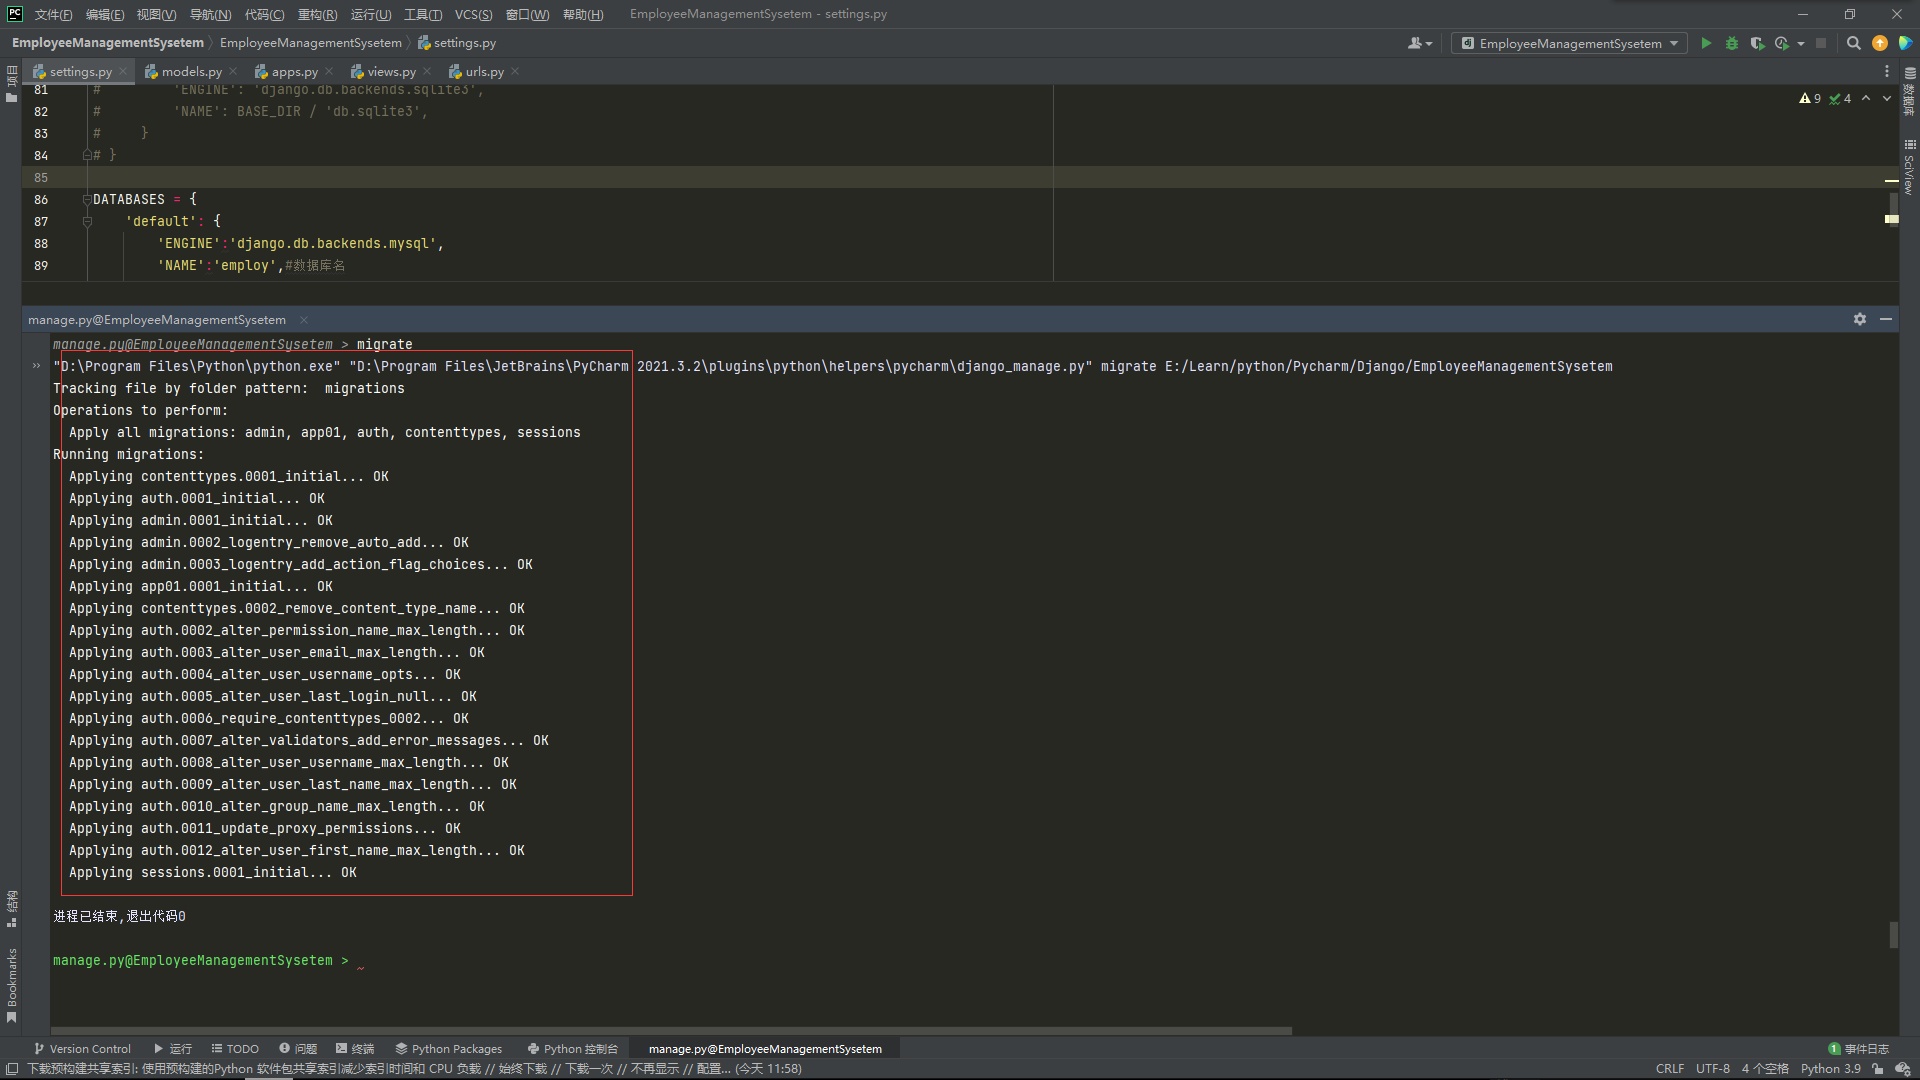 PC 文件(F) 编辑(E) 视图(V) 导航(N) 代码(C) 重构(R) 运行(U) 工具(T) VCS(S) 窗口(W) 帮助(H) EmployeeManagementSysetem - settings.py
EmployeeManagementSysetem EmployeeManagementSysetem settings.py EmployeeManagementSysetem
项目
settings.py models.py apps.py views.py urls.py
81 # 'ENGINE': 'django.db.backends.sqlite3',
82 # 'NAME': BASE_DIR / 'db.sqlite3',
83 # }
84 # }
85
86 DATABASES = {
87 'default': {
88 'ENGINE':'django.db.backends.mysql',
89 'NAME':'employ',#数据库名
9 4
数据库
SciView
manage.py@EmployeeManagementSysetem
manage.py@EmployeeManagementSysetem > migrate
"D:\Program Files\Python\python.exe" "D:\Program Files\JetBrains\PyCharm 2021.3.2\plugins\python\helpers\pycharm\django_manage.py" migrate E:/Learn/python/Pycharm/Django/EmployeeManagementSysetem
Tracking file by folder pattern:  migrations
Operations to perform:
Apply all migrations: admin, app01, auth, contenttypes, sessions
Running migrations:
Applying contenttypes.0001_initial... OK
Applying auth.0001_initial... OK
Applying admin.0001_initial... OK
Applying admin.0002_logentry_remove_auto_add... OK
Applying admin.0003_logentry_add_action_flag_choices... OK
Applying app01.0001_initial... OK
Applying contenttypes.0002_remove_content_type_name... OK
Applying auth.0002_alter_permission_name_max_length... OK
Applying auth.0003_alter_user_email_max_length... OK
Applying auth.0004_alter_user_username_opts... OK
Applying auth.0005_alter_user_last_login_null... OK
Applying auth.0006_require_contenttypes_0002... OK
Applying auth.0007_alter_validators_add_error_messages... OK
Applying auth.0008_alter_user_username_max_length... OK
Applying auth.0009_alter_user_last_name_max_length... OK
Applying auth.0010_alter_group_name_max_length... OK
Applying auth.0011_update_proxy_permissions... OK
Applying auth.0012_alter_user_first_name_max_length... OK
Applying sessions.0001_initial... OK
进程已结束,退出代码0
manage.py@EmployeeManagementSysetem >
结构
Bookmarks
Version Control 运行 TODO 问题 终端 Python Packages Python 控制台 manage.py@EmployeeManagementSysetem 1 事件日志
下载预构建共享索引: 使用预构建的Python 软件包共享索引减少索引时间和 CPU 负载 // 始终下载 // 下载一次 // 不再显示 // 配置... (今天 11:58) CRLF UTF-8 4 个空格 Python 3.9